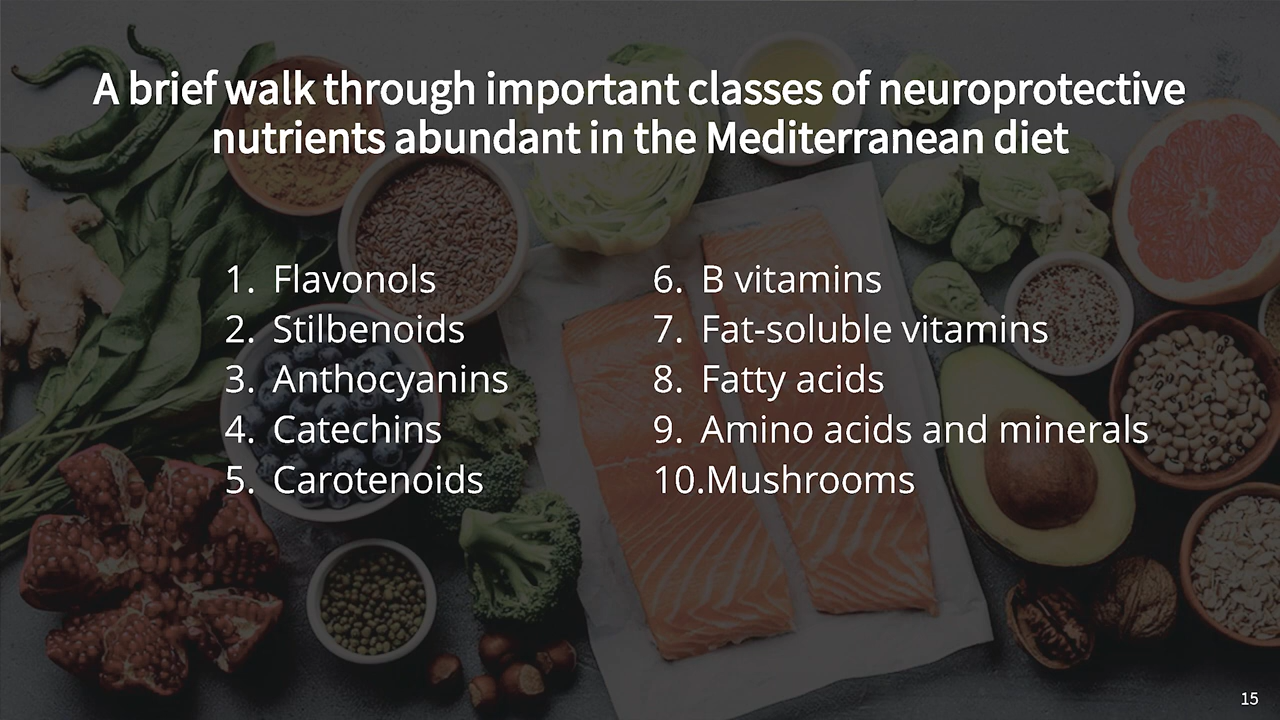 A brief walk through important classes of neuroprotective
nutrients abundant in the Mediterranean diet
1. Flavonols
2. Stilbenoids
3. Anthocyanins
4. Catechins
5. Carotenoids
6. B vitamins
7. Fat-soluble vitamins
8. Fatty acids
9. Amino acids and minerals
10.Mushrooms
15